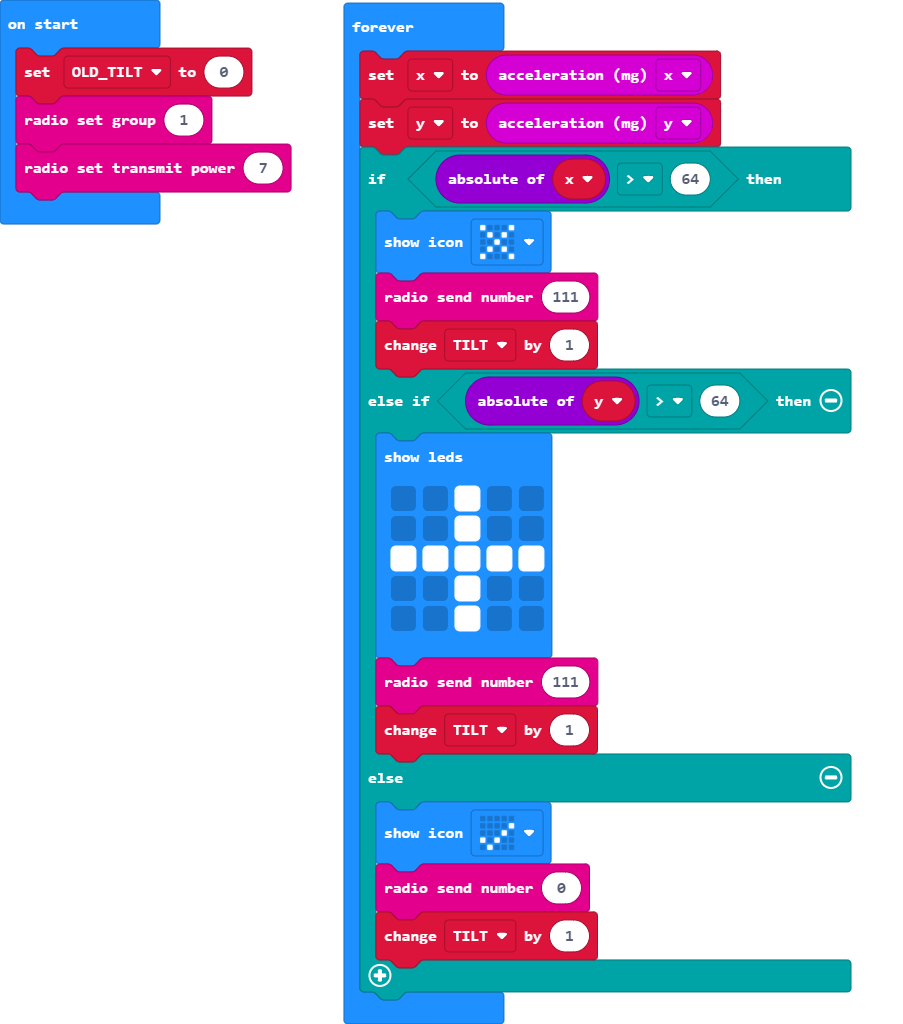 on start
set OLD_TILT to 0
radio set group 1
radio set transmit power 7
forever
set x to acceleration (mg) x
set y to acceleration (mg) y
if absolute of x > 64 then
show icon
radio send number 111
change TILT by 1
else if absolute of y > 64 then
show leds
radio send number 111
change TILT by 1
else
show icon
radio send number 0
change TILT by 1